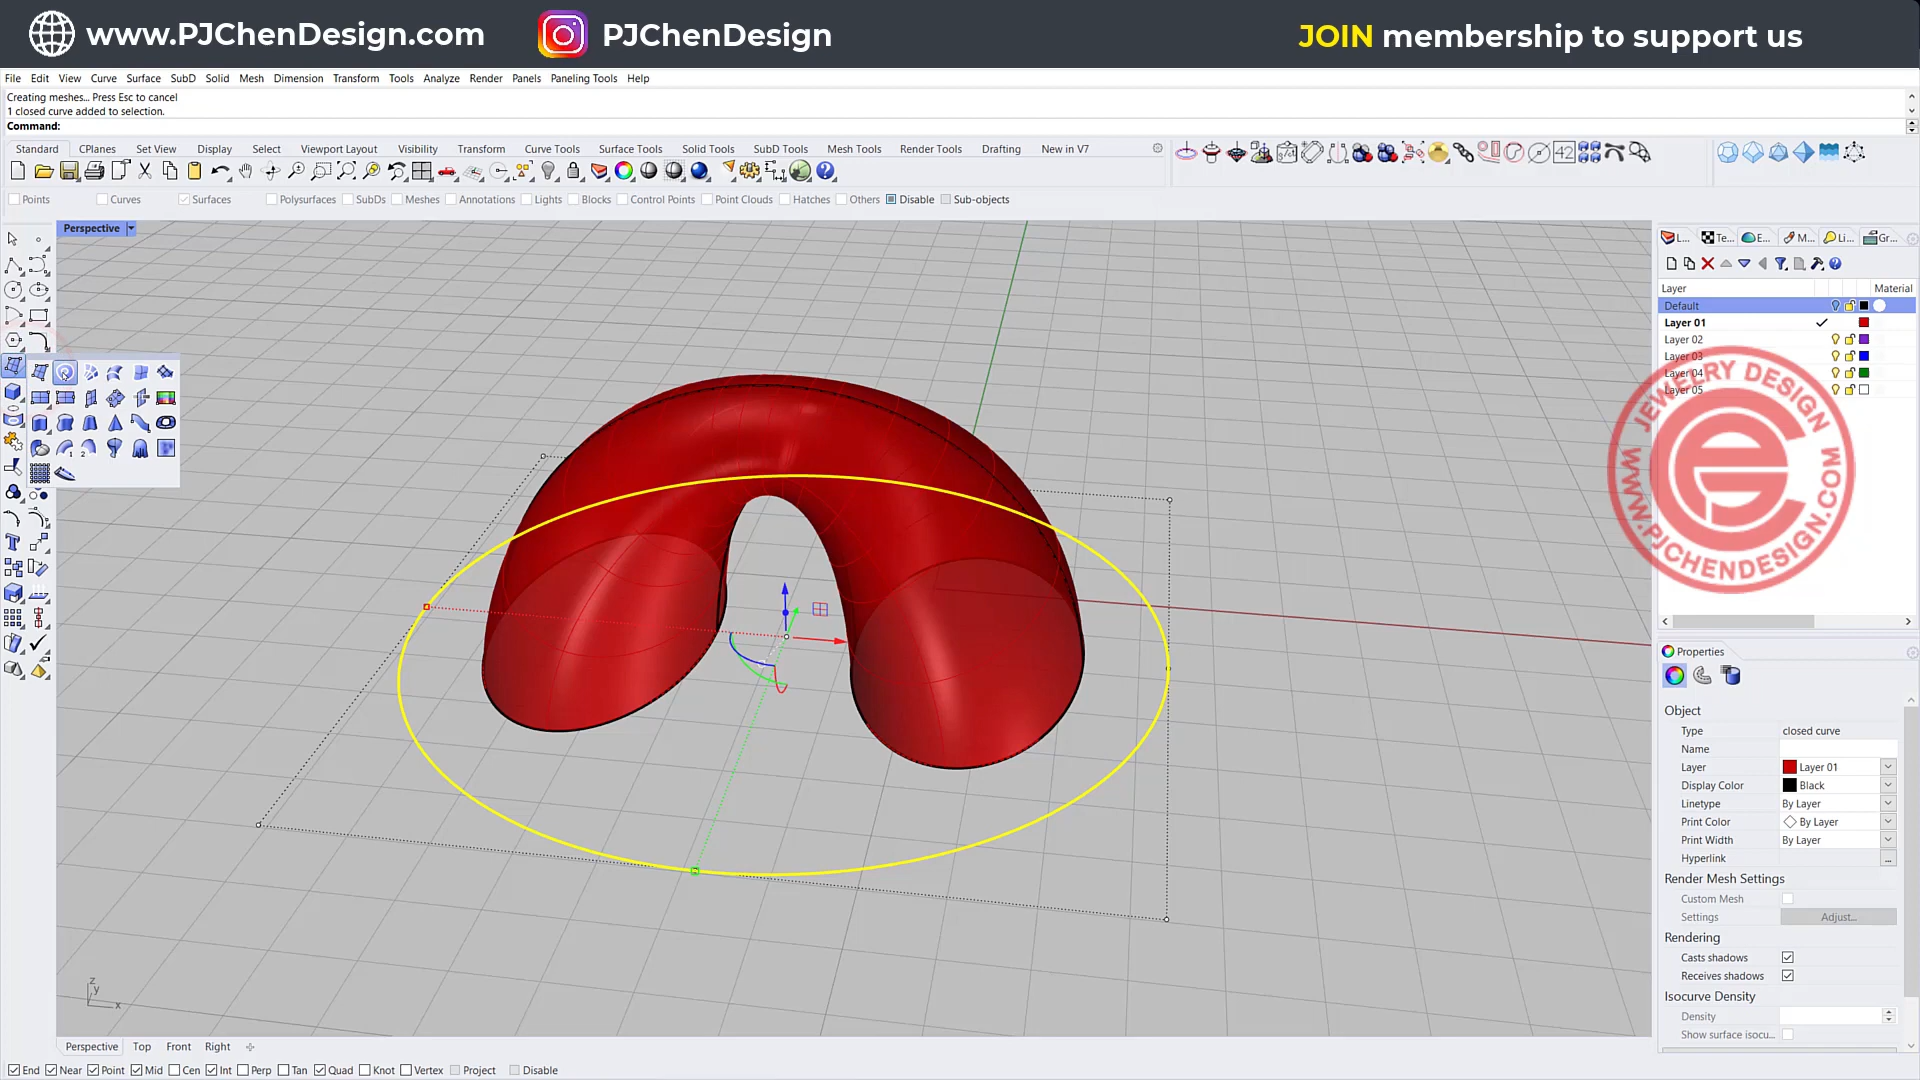 www.PJChenDesign.com
PJChenDesign
JOIN membership to support us
File Edit View Curve Surface SubD Solid Mesh Dimension Transform Tools Analyze Render Panels Paneling Tools Help
Creating meshes... Press Esc to cancel
1 closed curve added to selection.
Command:
Standard CPlanes Set View Display Select Viewport Layout Visibility Transform Curve Tools Surface Tools Solid Tools SubD Tools Mesh Tools Render Tools Drafting New in V7
Points Curves Surfaces Polysurfaces SubDs Meshes Annotations Lights Blocks Control Points Point Clouds Hatches Others Disable Sub-objects
Perspective
L... Te... E... M... Li... Gr...
Layer Material
Default
Layer 01
Layer 02
Layer 03
Layer 04
Layer 05
JEWELRY DESIGN
WWW.PJCHENDESIGN.COM
Properties
Object
Type closed curve
Name
Layer Layer 01
Display Color Black
Linetype By Layer
Print Color By Layer
Print Width By Layer
Hyperlink ...
Render Mesh Settings
Custom Mesh
Settings Adjust...
Rendering
Casts shadows
Receives shadows
Isocurve Density
Density
Show surface isocu...
z
y
x
Perspective Top Front Right
End Near Point Mid Cen Int Perp Tan Quad Knot Vertex Project Disable